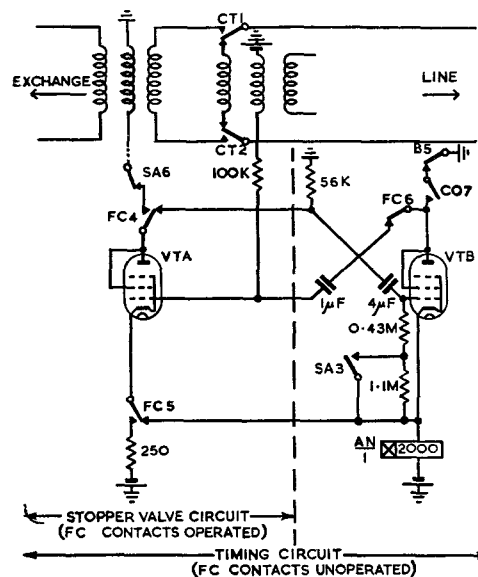 CT1
EXCHANGE
LINE
CT2
B5
SA6
100K
56K
CO7
FC4
FC6
VTA
VTB
1μF
4μF
0·43M
SA3
1·1M
FC5
250
AN
1
2000
STOPPER VALVE CIRCUIT
(FC CONTACTS OPERATED)
TIMING CIRCUIT
(FC CONTACTS UNOPERATED)